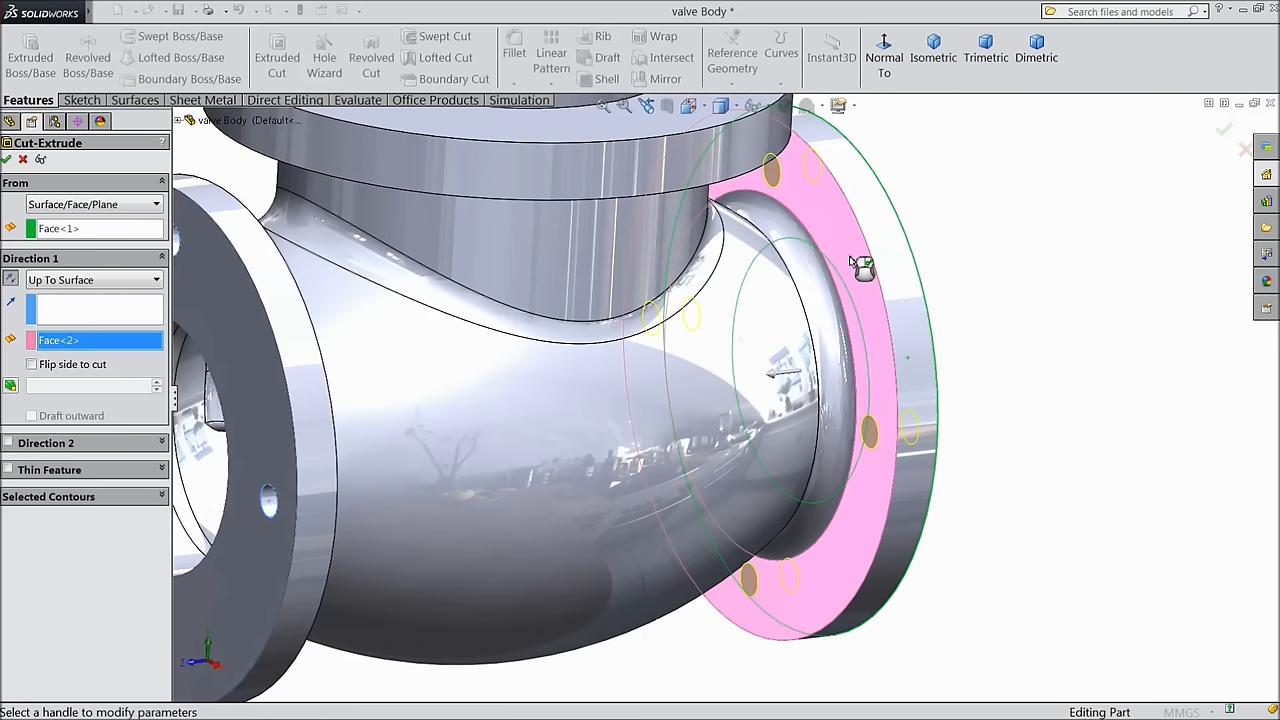 SOLIDWORKS
valve Body *
Search files and models
Extruded Boss/Base
Revolved Boss/Base
Swept Boss/Base
Lofted Boss/Base
Boundary Boss/Base
Extruded Cut
Hole Wizard
Revolved Cut
Swept Cut
Lofted Cut
Boundary Cut
Fillet
Linear Pattern
Rib
Draft
Shell
Wrap
Intersect
Mirror
Reference Geometry
Curves
Instant3D
Normal To
Isometric
Trimetric
Dimetric
Features
Sketch
Surfaces
Sheet Metal
Direct Editing
Evaluate
Office Products
Simulation
valve Body (Default<...
Cut-Extrude
?
From
Surface/Face/Plane
Face<1>
Direction 1
Up To Surface
Face<2>
Flip side to cut
Draft outward
Direction 2
Thin Feature
Selected Contours
Z
Select a handle to modify parameters
Editing Part
MMGS